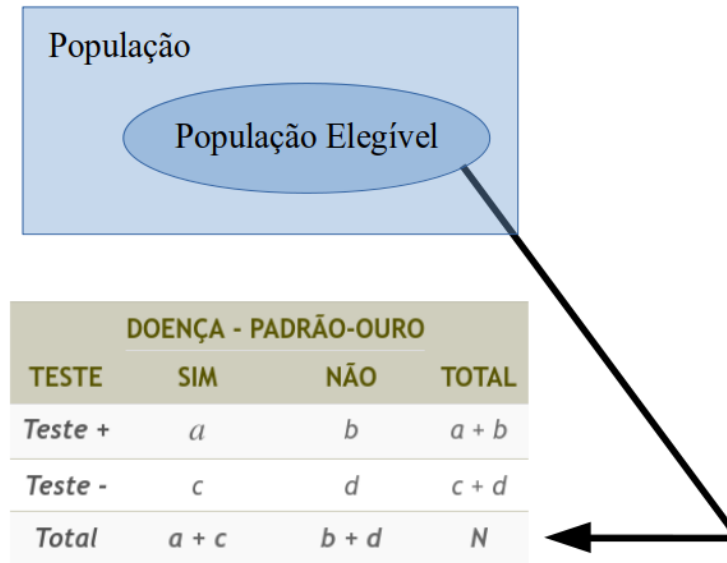 População
População Elegível
DOENÇA - PADRÃO-OURO
TESTE SIM NÃO TOTAL
Teste + a b a + b
Teste - c d c + d
Total a + c b + d N